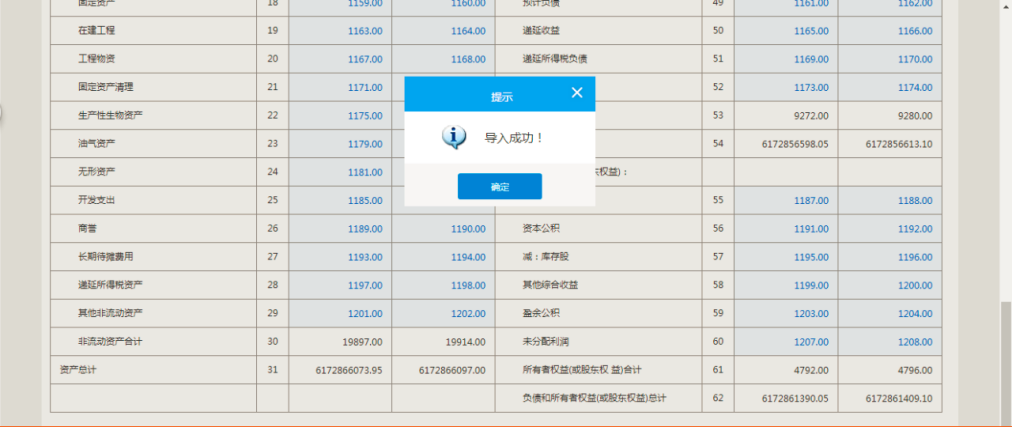 固定资产 18 1159.00 1160.00 预计负债 49 1161.00 1162.00
在建工程 19 1163.00 1164.00 递延收益 50 1165.00 1166.00
工程物资 20 1167.00 1168.00 递延所得税负债 51 1169.00 1170.00
固定资产清理 21 1171.00 52 1173.00 1174.00
提示
生产性生物资产 22 1175.00 53 9272.00 9280.00
导入成功！
油气资产 23 1179.00 54 6172856598.05 6172856613.10
无形资产 24 1181.00 权益)：
确定
开发支出 25 1185.00 55 1187.00 1188.00
商誉 26 1189.00 1190.00 资本公积 56 1191.00 1192.00
长期待摊费用 27 1193.00 1194.00 减：库存股 57 1195.00 1196.00
递延所得税资产 28 1197.00 1198.00 其他综合收益 58 1199.00 1200.00
其他非流动资产 29 1201.00 1202.00 盈余公积 59 1203.00 1204.00
非流动资产合计 30 19897.00 19914.00 未分配利润 60 1207.00 1208.00
资产总计 31 6172866073.95 6172866097.00 所有者权益(或股东权 益)合计 61 4792.00 4796.00
负债和所有者权益(或股东权益)总计 62 6172861390.05 6172861409.10